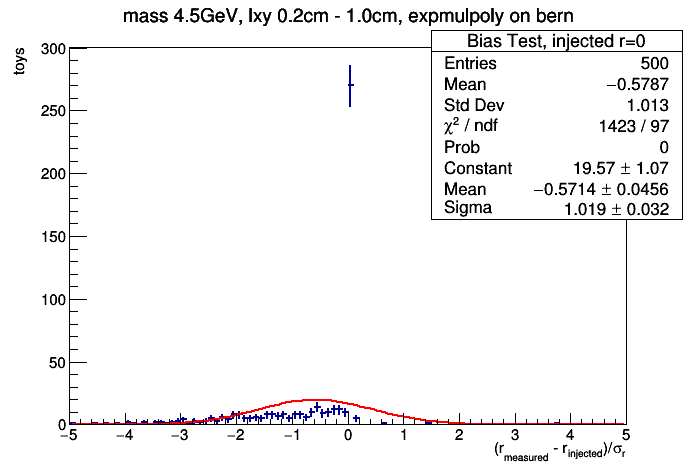 mass 4.5GeV, lxy 0.2cm - 1.0cm, expmulpoly on bern
Bias Test, injected r=0
Entries 500
Mean −0.5787
Std Dev 1.013
χ² / ndf 1423 / 97
Prob 0
Constant 19.57 ± 1.07
Mean −0.5714 ± 0.0456
Sigma 1.019 ± 0.032
toys
300
250
200
150
100
50
0
−5 −4 −3 −2 −1 0 1 2 3 4 5
(r_measured - r_injected)/σ_r